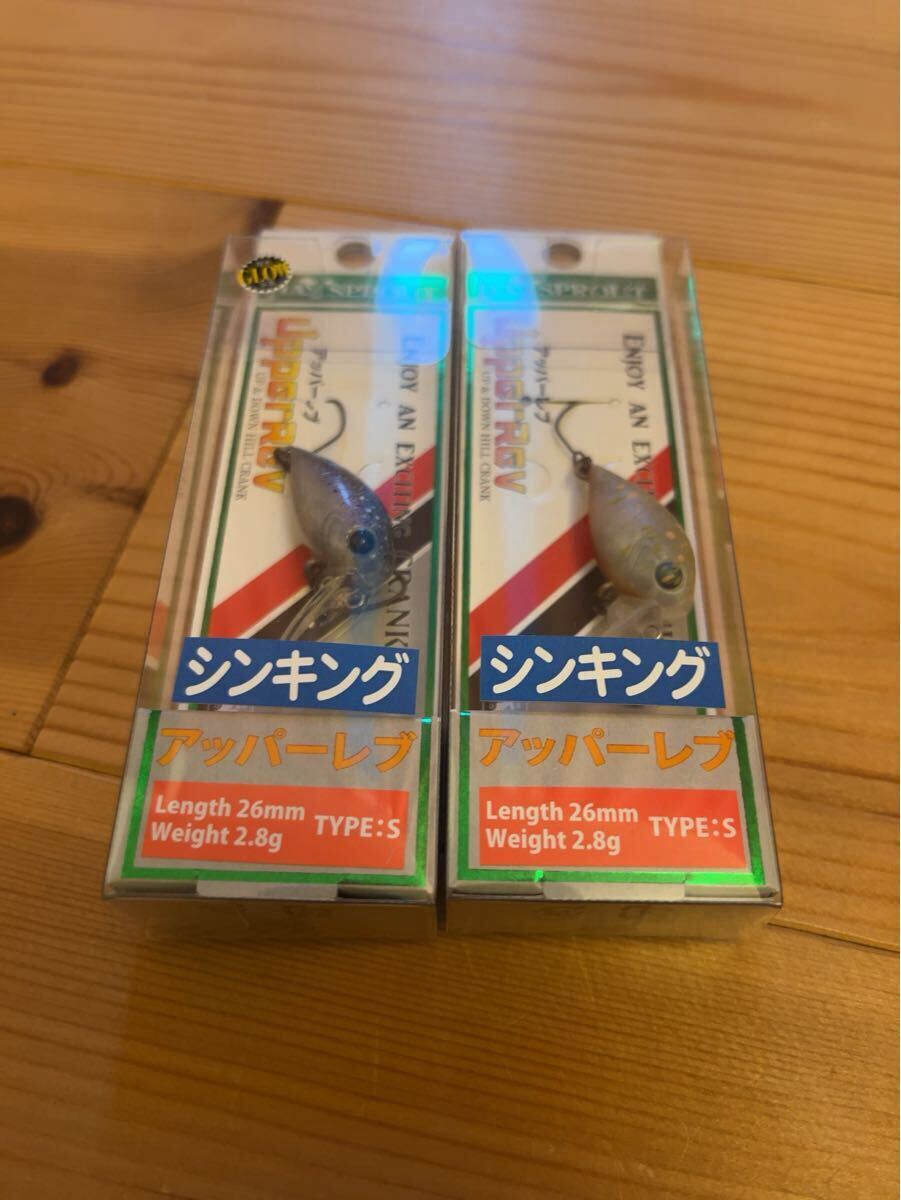 GLOW
SPROUT
UpperRev
アッパーレブ
UP & DOWN HILL CRANK
ENJOY AN EXCITING CRANK
シンキング
アッパーレブ
Length 26mm
Weight 2.8g
TYPE:S
SPROUT
UpperRev
アッパーレブ
UP & DOWN HILL CRANK
ENJOY AN EXCI
シンキング
アッパーレブ
Length 26mm
Weight 2.8g
TYPE:S